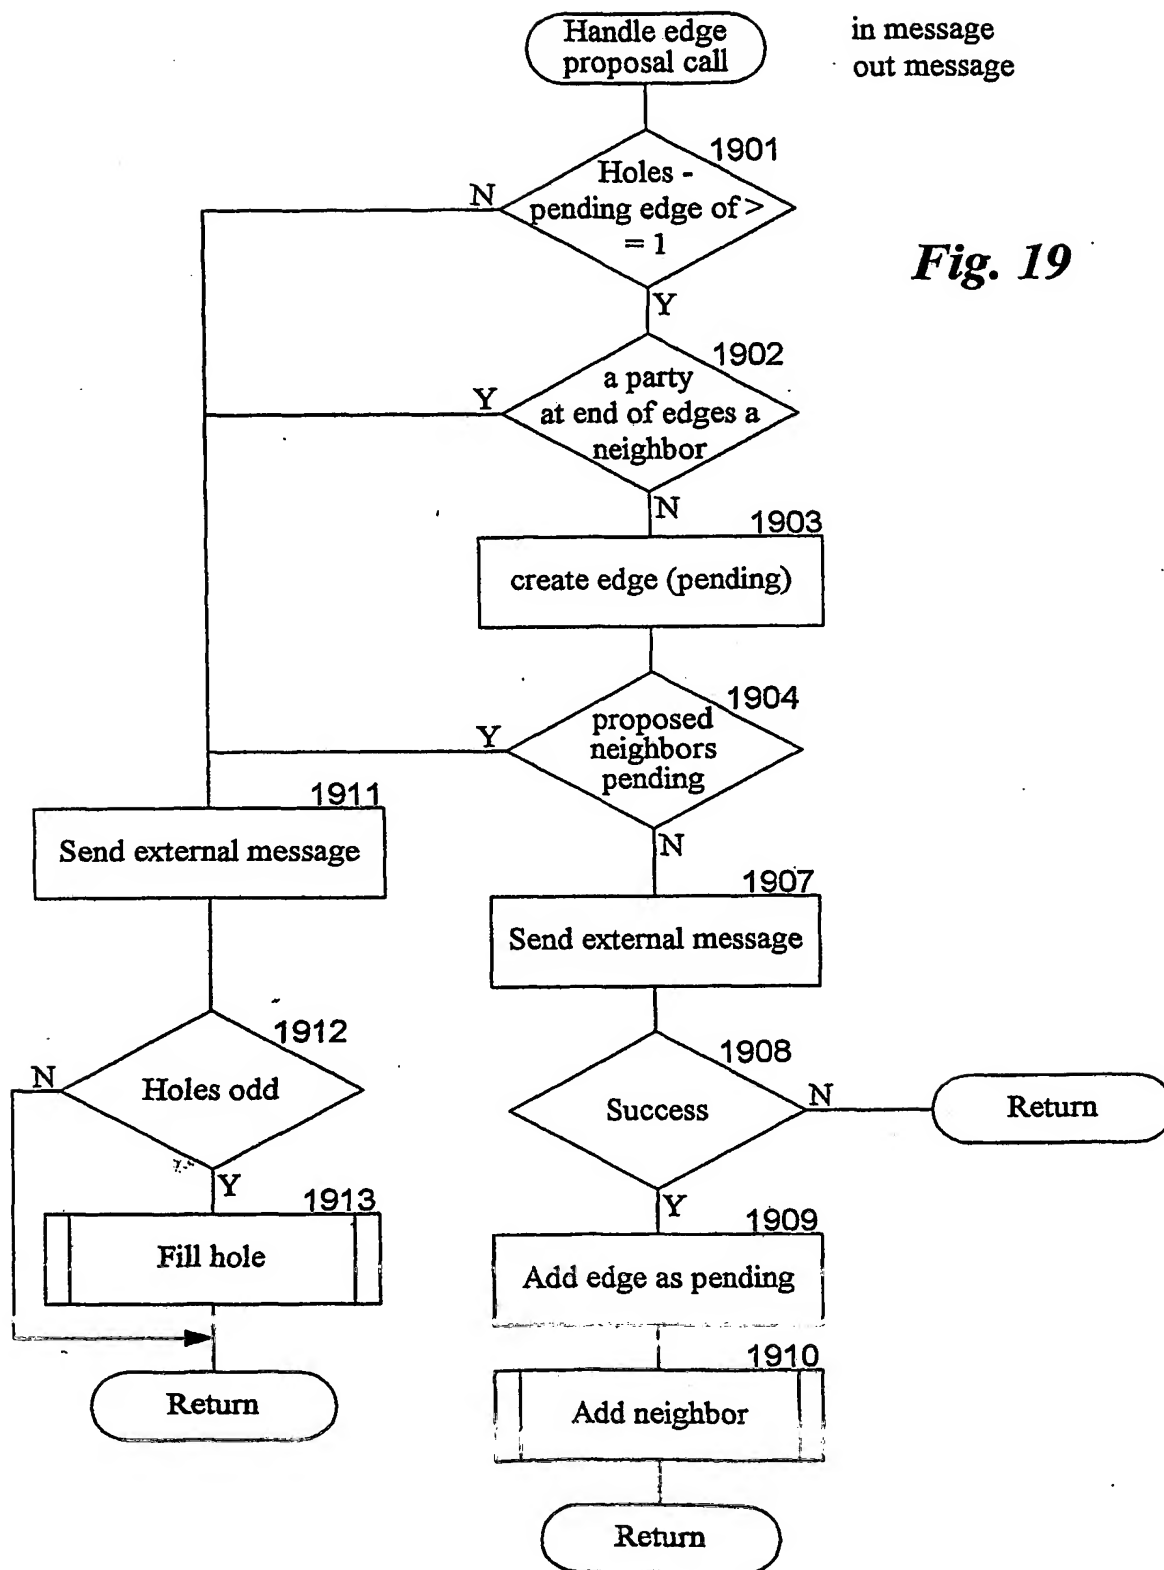 Handle edge
proposal call
in message
out message
1901
Holes -
pending edge of >
= 1
N
Y
Fig. 19
1902
a party
at end of edges a
neighbor
Y
N
1903
create edge (pending)
1904
proposed
neighbors
pending
Y
N
1911
Send external message
1907
Send external message
1912
Holes odd
N
Y
1908
Success
N
Return
Y
1913
Fill hole
1909
Add edge as pending
Return
1910
Add neighbor
Return